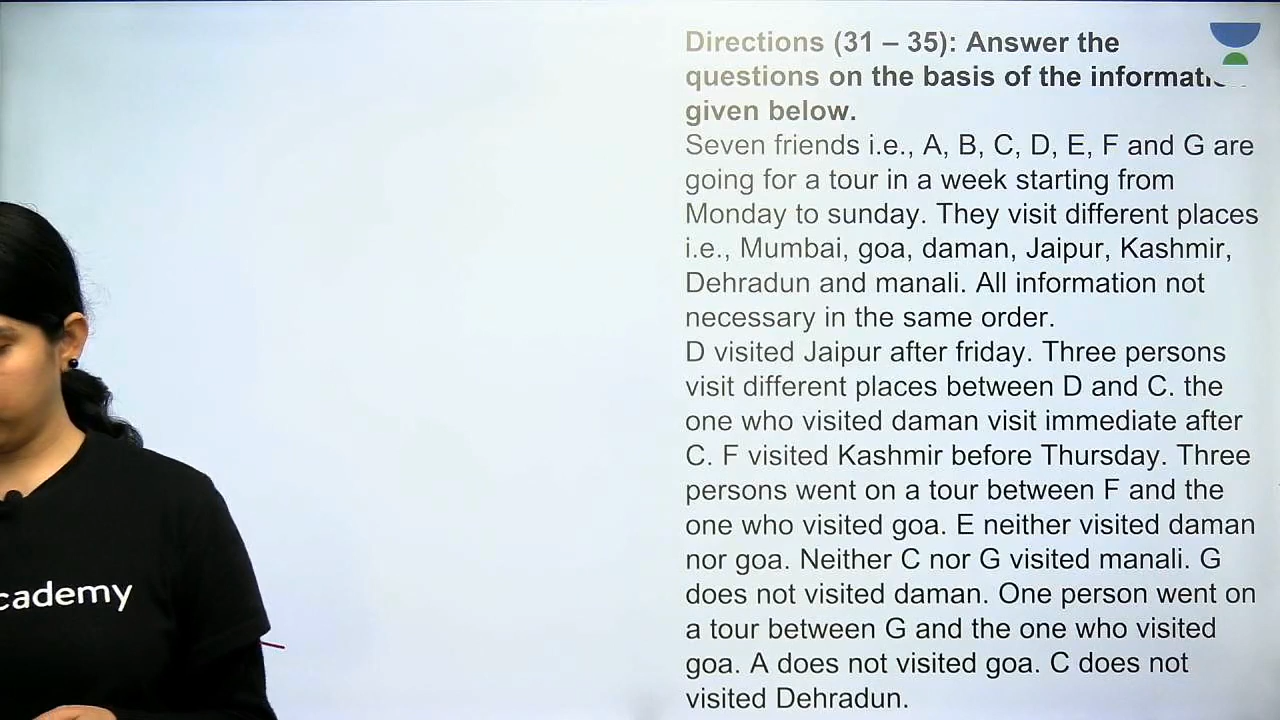 Directions (31 – 35): Answer the
questions on the basis of the
given below.
Seven friends i.e., A, B, C, D, E, F and G are
going for a tour in a week starting from
Monday to sunday. They visit different places
i.e., Mumbai, goa, daman, Jaipur, Kashmir,
Dehradun and manali. All information not
necessary in the same order.
D visited Jaipur after friday. Three persons
visit different places between D and C. the
one who visited daman visit immediate after
C. F visited Kashmir before Thursday. Three
persons went on a tour between F and the
one who visited goa. E neither visited daman
nor goa. Neither C nor G visited manali. G
does not visited daman. One person went on
a tour between G and the one who visited
goa. A does not visited goa. C does not
visited Dehradun.
cademy